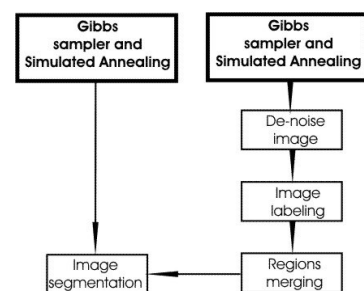 Gibbs
sampler and
Simulated Annealing
Gibbs
sampler and
Simulated Annealing
De-noise
image
Image
labeling
Image
segmentation
Regions
merging